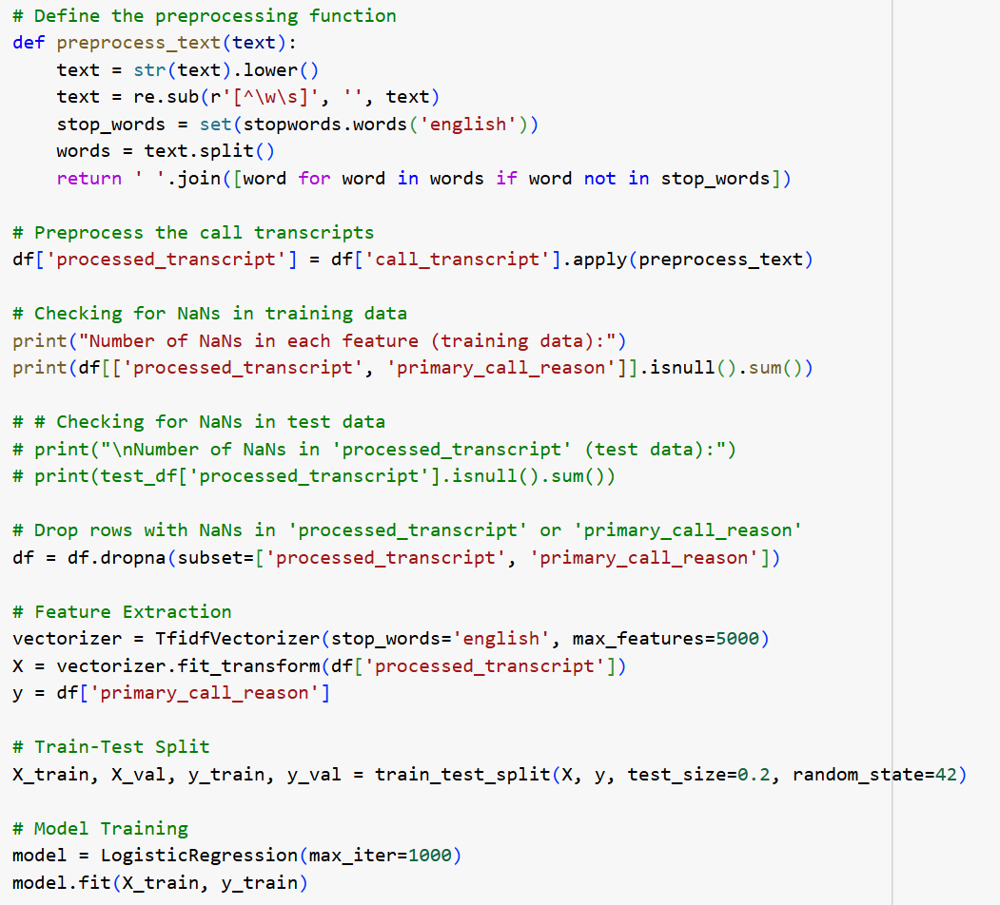 # Define the preprocessing function
def preprocess_text(text):
    text = str(text).lower()
    text = re.sub(r'[^\w\s]', '', text)
    stop_words = set(stopwords.words('english'))
    words = text.split()
    return ' '.join([word for word in words if word not in stop_words])

# Preprocess the call transcripts
df['processed_transcript'] = df['call_transcript'].apply(preprocess_text)

# Checking for NaNs in training data
print("Number of NaNs in each feature (training data):")
print(df[['processed_transcript', 'primary_call_reason']].isnull().sum())

# # Checking for NaNs in test data
# print("\nNumber of NaNs in 'processed_transcript' (test data):")
# print(test_df['processed_transcript'].isnull().sum())

# Drop rows with NaNs in 'processed_transcript' or 'primary_call_reason'
df = df.dropna(subset=['processed_transcript', 'primary_call_reason'])

# Feature Extraction
vectorizer = TfidfVectorizer(stop_words='english', max_features=5000)
X = vectorizer.fit_transform(df['processed_transcript'])
y = df['primary_call_reason']

# Train-Test Split
X_train, X_val, y_train, y_val = train_test_split(X, y, test_size=0.2, random_state=42)

# Model Training
model = LogisticRegression(max_iter=1000)
model.fit(X_train, y_train)